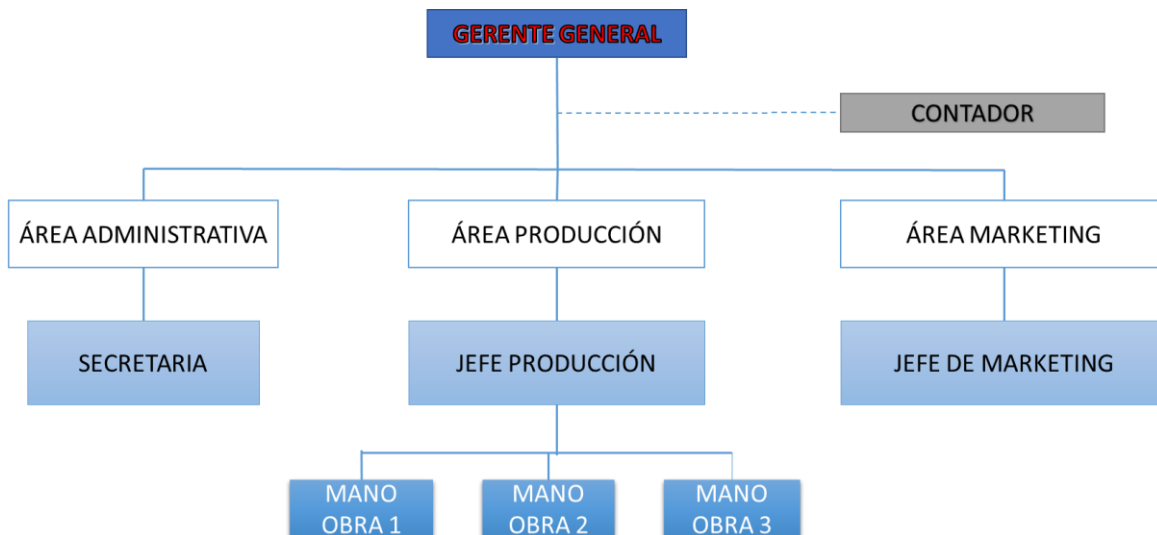 GERENTE GENERAL
CONTADOR
ÁREA ADMINISTRATIVA
ÁREA PRODUCCIÓN
ÁREA MARKETING
SECRETARIA
JEFE PRODUCCIÓN
JEFE DE MARKETING
MANO
OBRA 1
MANO
OBRA 2
MANO
OBRA 3